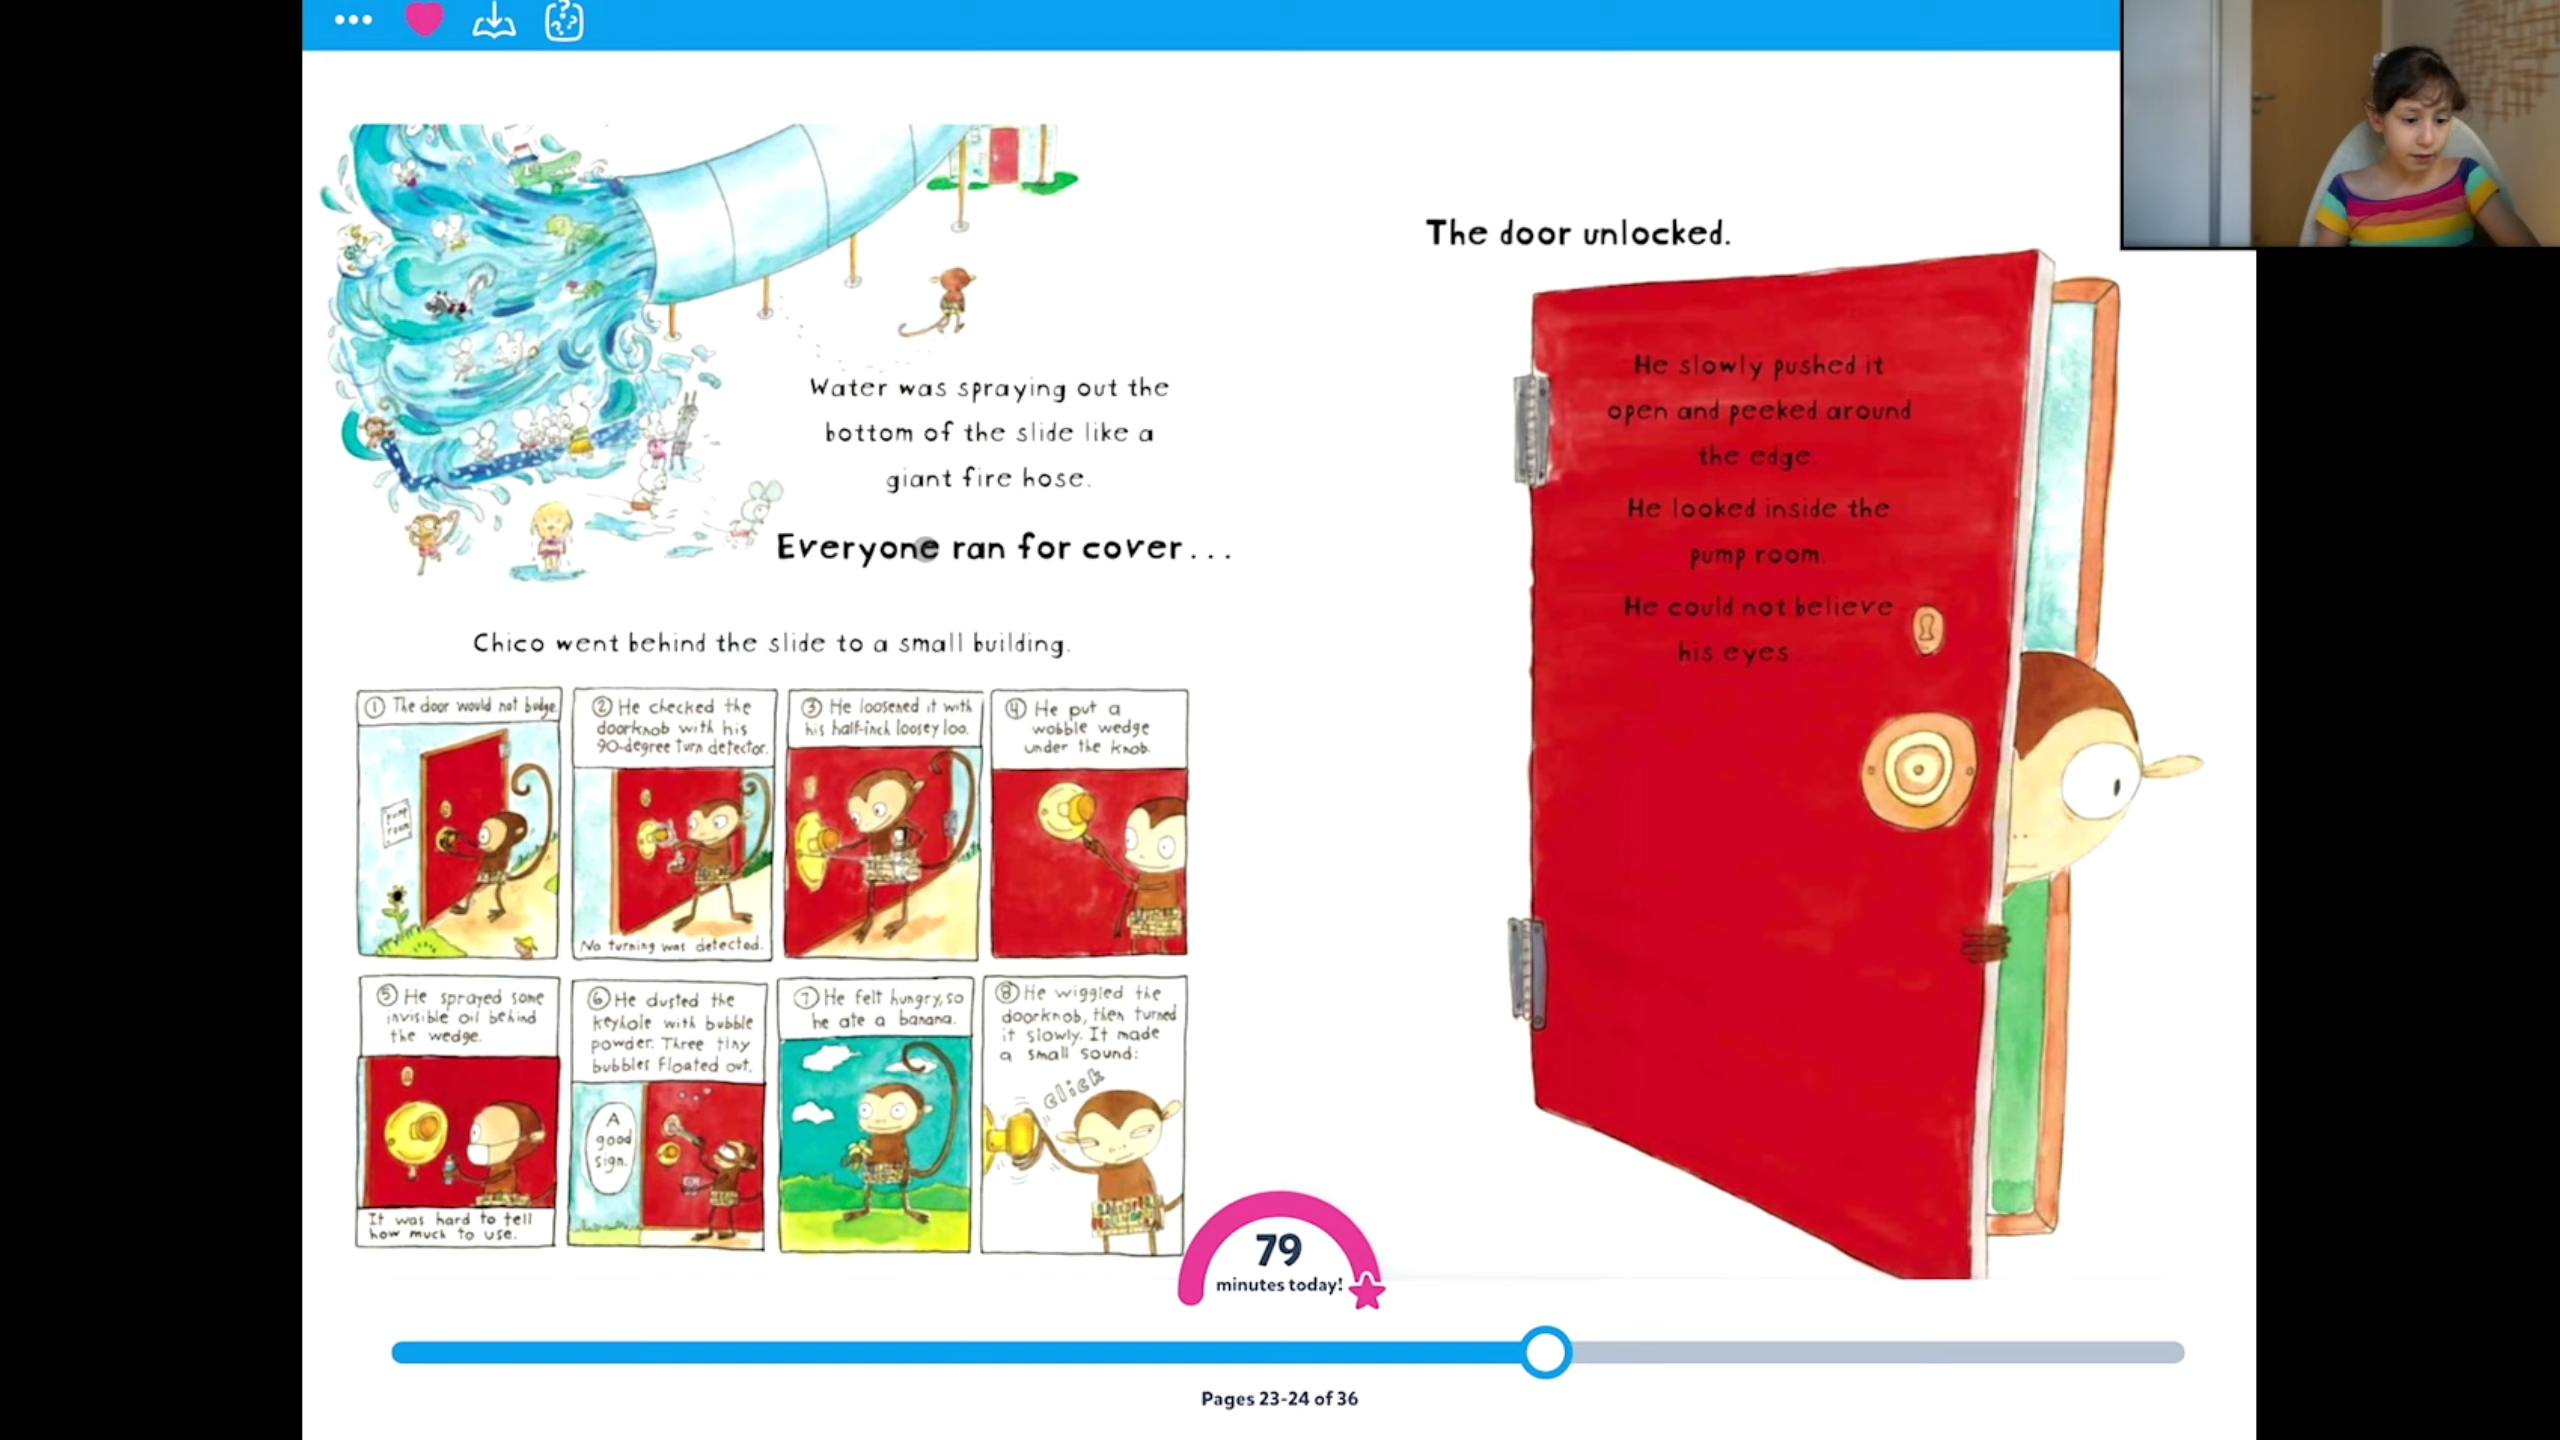 Water was spraying out the
bottom of the slide like a
giant fire hose.
Everyone ran for cover...
Chico went behind the slide to a small building.
① The door would not budge.
pump
room
② He checked the
doorknob with his
90-degree turn detector.
No turning was detected.
③ He loosened it with
his half-inch loosey loo.
④ He put a
wobble wedge
under the knob.
⑤ He sprayed some
invisible oil behind
the wedge.
It was hard to tell
how much to use.
⑥ He dusted the
keyhole with bubble
powder. Three tiny
bubbles floated out.
A
good
sign.
⑦ He felt hungry, so
he ate a banana.
⑧ He wiggled the
doorknob, then turned
it slowly. It made
a small sound:
click
The door unlocked.
He slowly pushed it
open and peeked around
the edge.
He looked inside the
pump room.
He could not believe
his eyes....
79
minutes today!
Pages 23-24 of 36